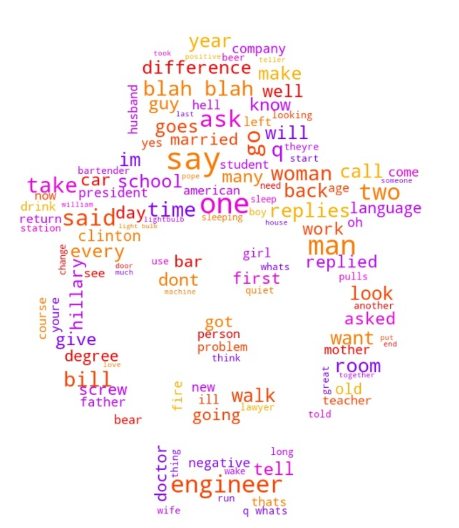 year
took
company
positive
beer
teller
difference
make
husband
blah blah
well
guy
hell
know
last
ask
left
looking
goes
go
will
yes
married
theyre
im
q
start
say
student
bartender
pope
woman
call
come
take
car
school
many
need
back
age
two
someone
president
american
sleep
now
drink
william
one
replies
language
return
said
day
lightbulb
time
sleeping
boy
station
light bulb
house
work
oh
clinton
man
every
change
girl
replied
door
use
bar
whats
see
much
dont
first
pulls
hillary
machine
quiet
look
another
course
youre
got
asked
give
person
want
put
end
problem
mother
degree
think
love
room
bill
great
together
screw
new
walk
old
father
fire
ill
lawyer
teacher
bear
going
told
doctor
thing
negative
long
wake
tell
engineer
run
thats
wife
q whats